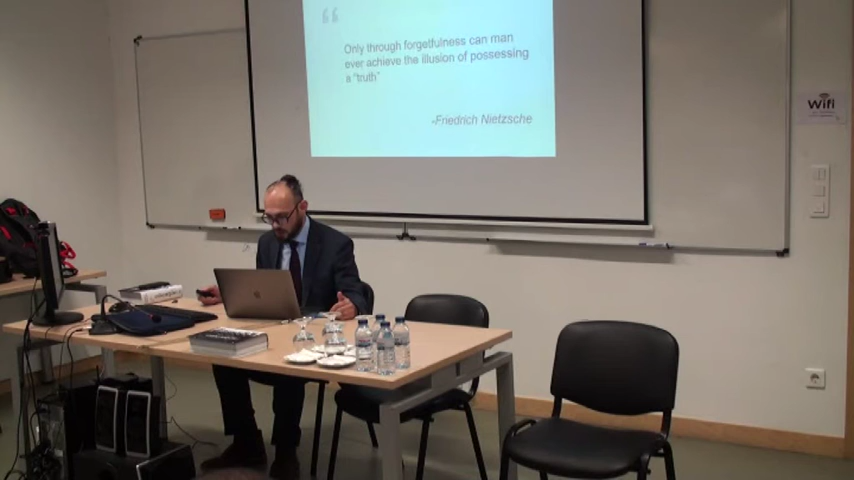 “
Only through forgetfulness can man
ever achieve the illusion of possessing
a "truth"
-Friedrich Nietzsche
Wifi